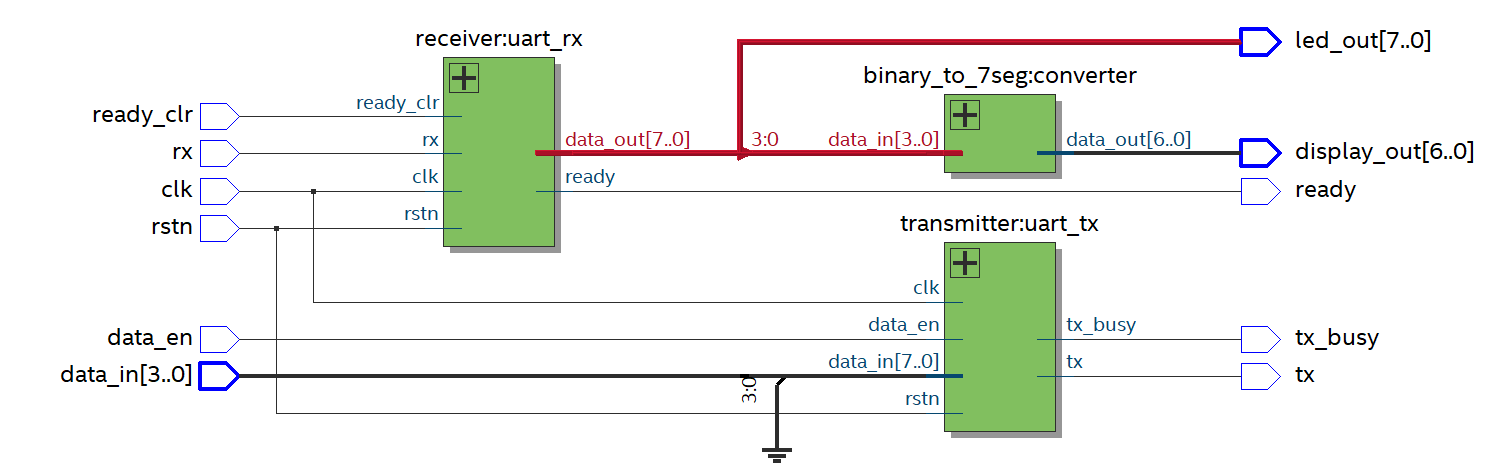 receiver:uart_rx
led_out[7..0]
binary_to_7seg:converter
ready_clr
ready_clr
rx
rx
data_out[7..0]
3:0
data_in[3..0]
data_out[6..0]
display_out[6..0]
clk
clk
ready
ready
rstn
rstn
transmitter:uart_tx
clk
data_en
data_en
tx_busy
tx_busy
data_in[3..0]
3:0
data_in[7..0]
tx
tx
rstn